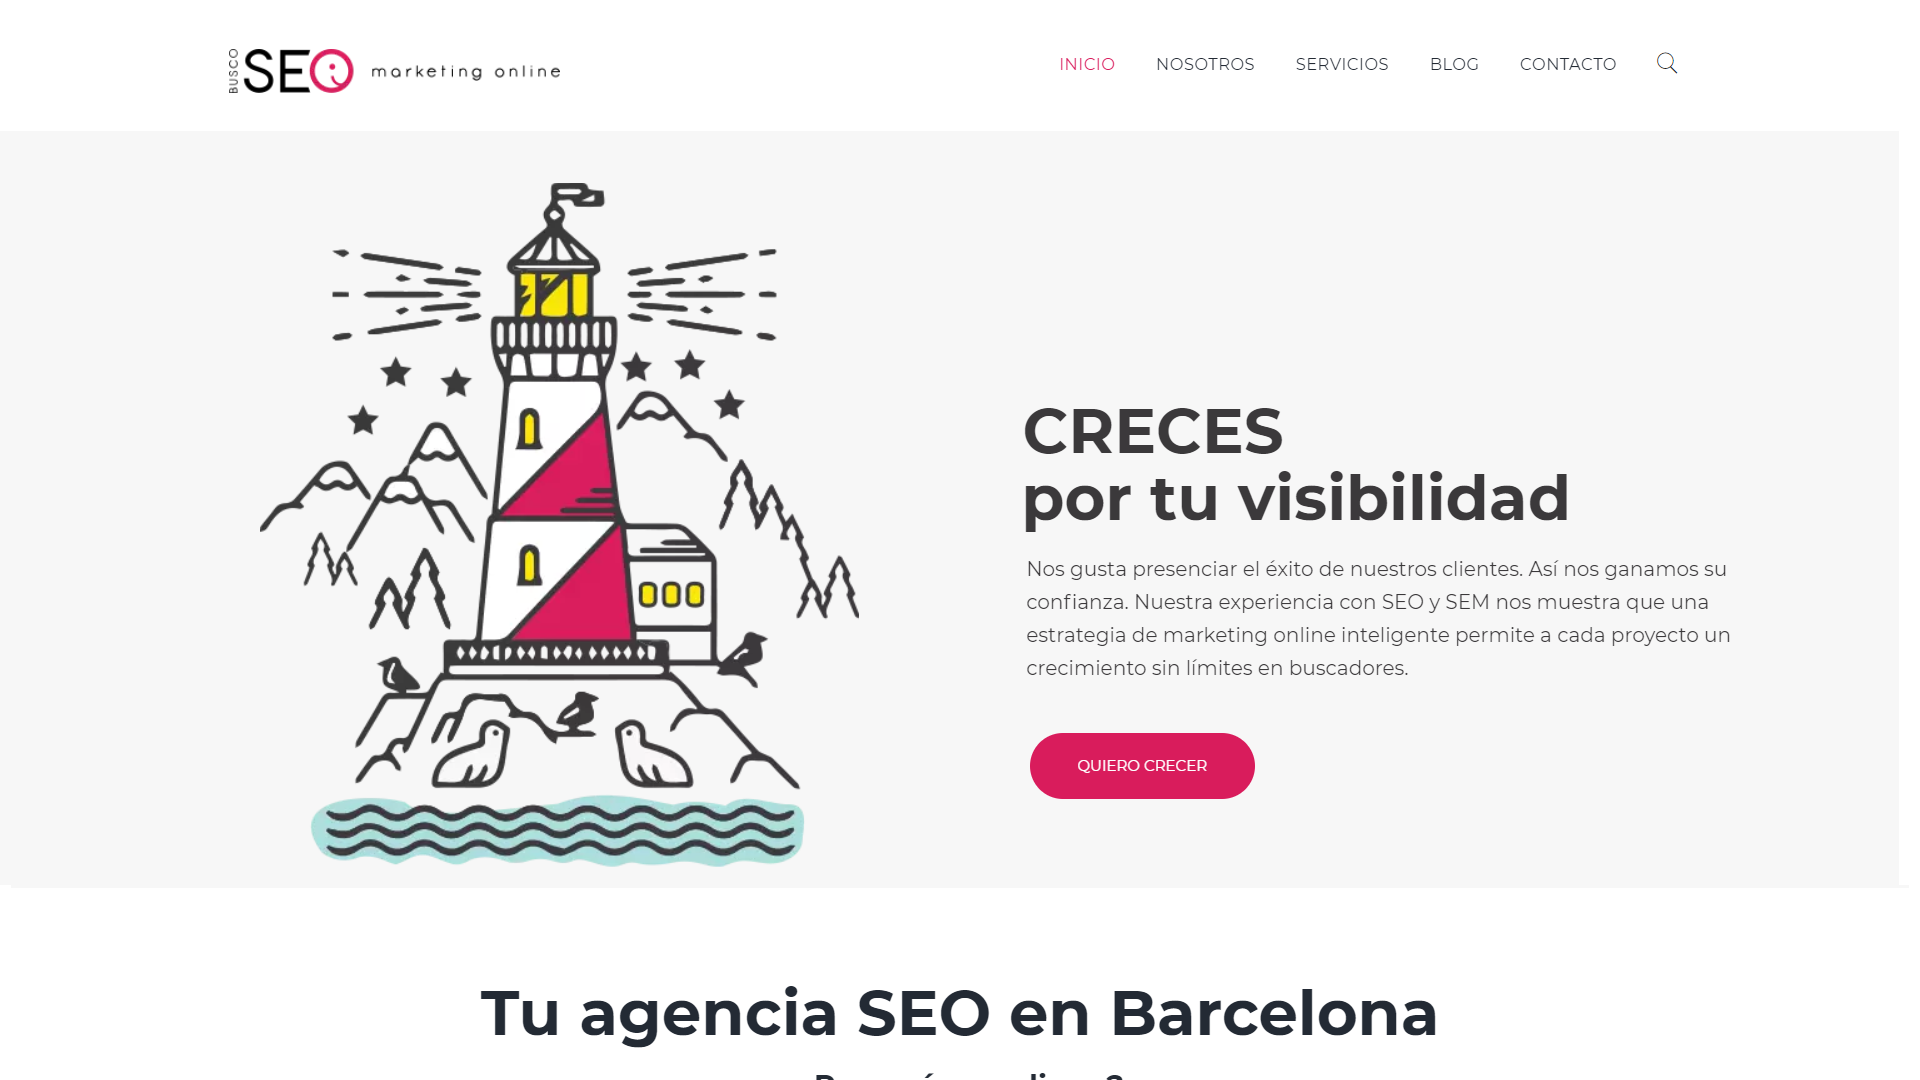 BUSCO
SEO marketing online
INICIO
NOSOTROS
SERVICIOS
BLOG
CONTACTO
CRECES
por tu visibilidad
Nos gusta presenciar el éxito de nuestros clientes. Así nos ganamos su
confianza. Nuestra experiencia con SEO y SEM nos muestra que una
estrategia de marketing online inteligente permite a cada proyecto un
crecimiento sin límites en buscadores.
QUIERO CRECER
Tu agencia SEO en Barcelona